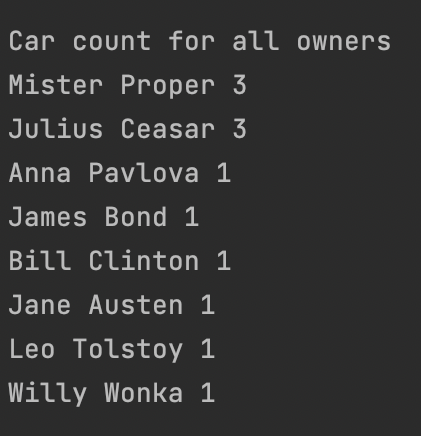 Car count for all owners
Mister Proper 3
Julius Ceasar 3
Anna Pavlova 1
James Bond 1
Bill Clinton 1
Jane Austen 1
Leo Tolstoy 1
Willy Wonka 1